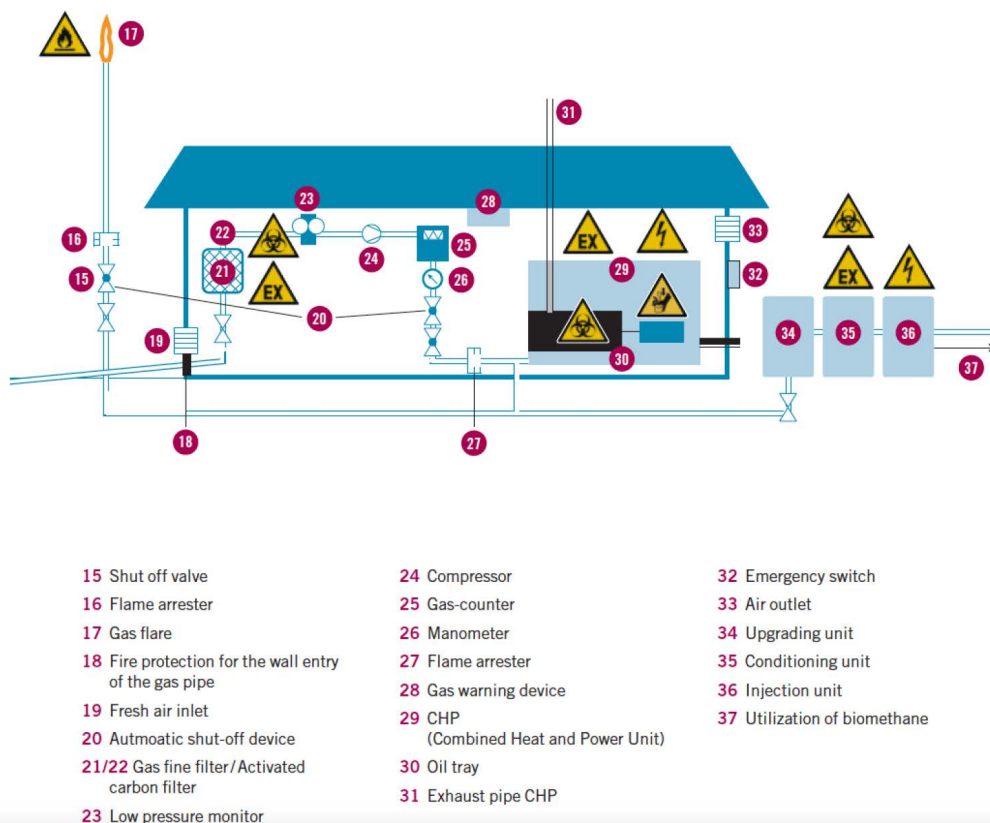 17
31
23
28
22
16
33
25
24
EX
21
29
32
15
26
EX
EX
20
34
35
36
19
30
37
27
18
15 Shut off valve
16 Flame arrester
17 Gas flare
18 Fire protection for the wall entry
of the gas pipe
19 Fresh air inlet
20 Autmoatic shut-off device
21/22 Gas fine filter/Activated
carbon filter
23 Low pressure monitor
24 Compressor
25 Gas-counter
26 Manometer
27 Flame arrester
28 Gas warning device
29 CHP
(Combined Heat and Power Unit)
30 Oil tray
31 Exhaust pipe CHP
32 Emergency switch
33 Air outlet
34 Upgrading unit
35 Conditioning unit
36 Injection unit
37 Utilization of biomethane